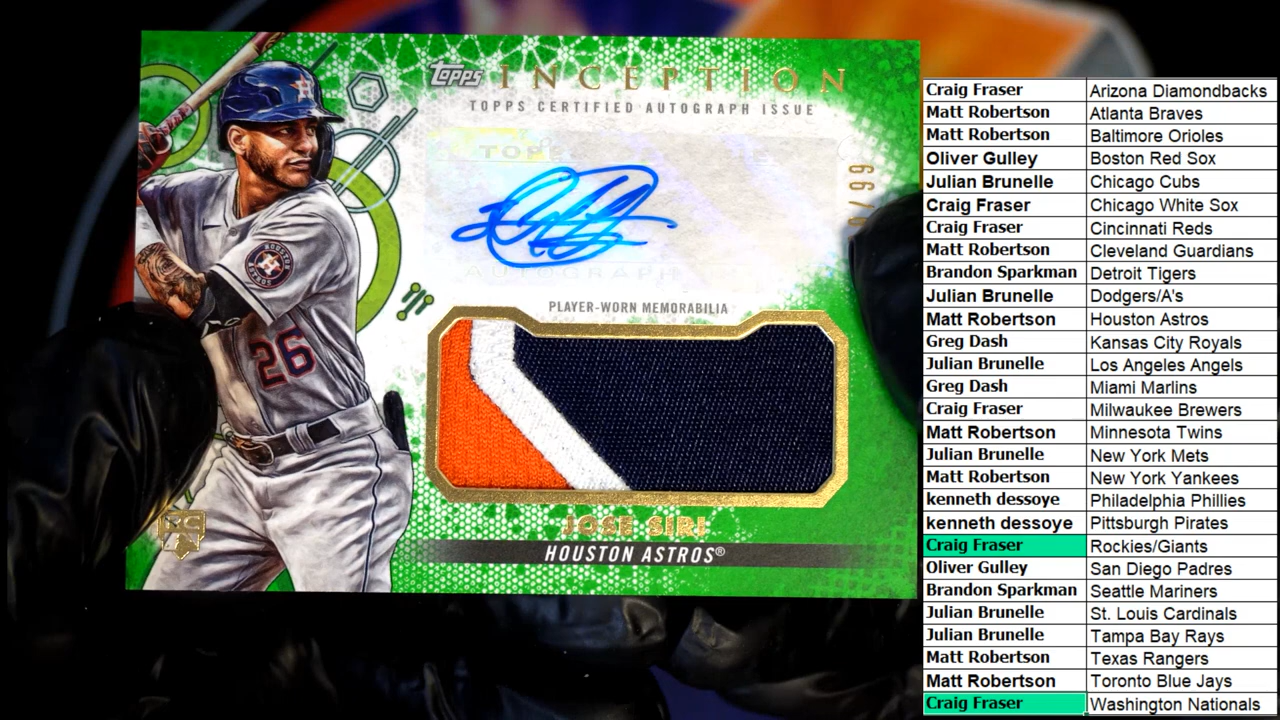 Topps INCEPTION
TOPPS CERTIFIED AUTOGRAPH ISSUE
AUTOGRAPH
PLAYER-WORN MEMORABILIA
HOUSTON
26
RC
JOSE SIRI
HOUSTON ASTROS®
Craig Fraser Arizona Diamondbacks
Matt Robertson Atlanta Braves
Matt Robertson Baltimore Orioles
Oliver Gulley Boston Red Sox
Julian Brunelle Chicago Cubs
Craig Fraser Chicago White Sox
Craig Fraser Cincinnati Reds
Matt Robertson Cleveland Guardians
Brandon Sparkman Detroit Tigers
Julian Brunelle Dodgers/A's
Matt Robertson Houston Astros
Greg Dash Kansas City Royals
Julian Brunelle Los Angeles Angels
Greg Dash Miami Marlins
Craig Fraser Milwaukee Brewers
Matt Robertson Minnesota Twins
Julian Brunelle New York Mets
Matt Robertson New York Yankees
kenneth dessoye Philadelphia Phillies
kenneth dessoye Pittsburgh Pirates
Craig Fraser Rockies/Giants
Oliver Gulley San Diego Padres
Brandon Sparkman Seattle Mariners
Julian Brunelle St. Louis Cardinals
Julian Brunelle Tampa Bay Rays
Matt Robertson Texas Rangers
Matt Robertson Toronto Blue Jays
Craig Fraser Washington Nationals